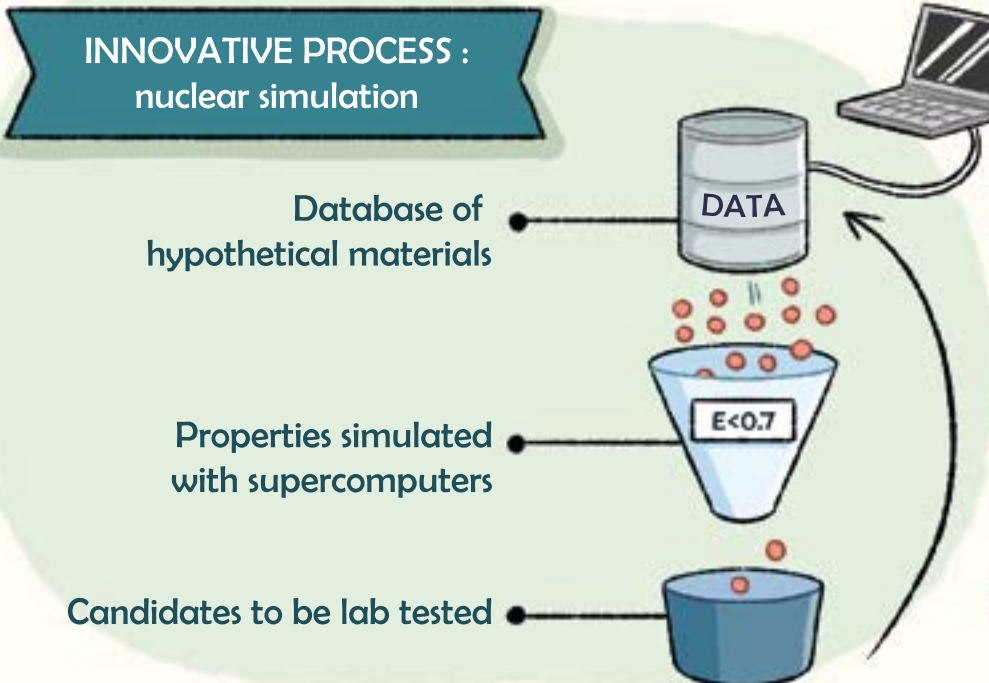 INNOVATIVE PROCESS :
nuclear simulation
DATA
Database of
hypothetical materials
E<0.7
Properties simulated
with supercomputers
Candidates to be lab tested